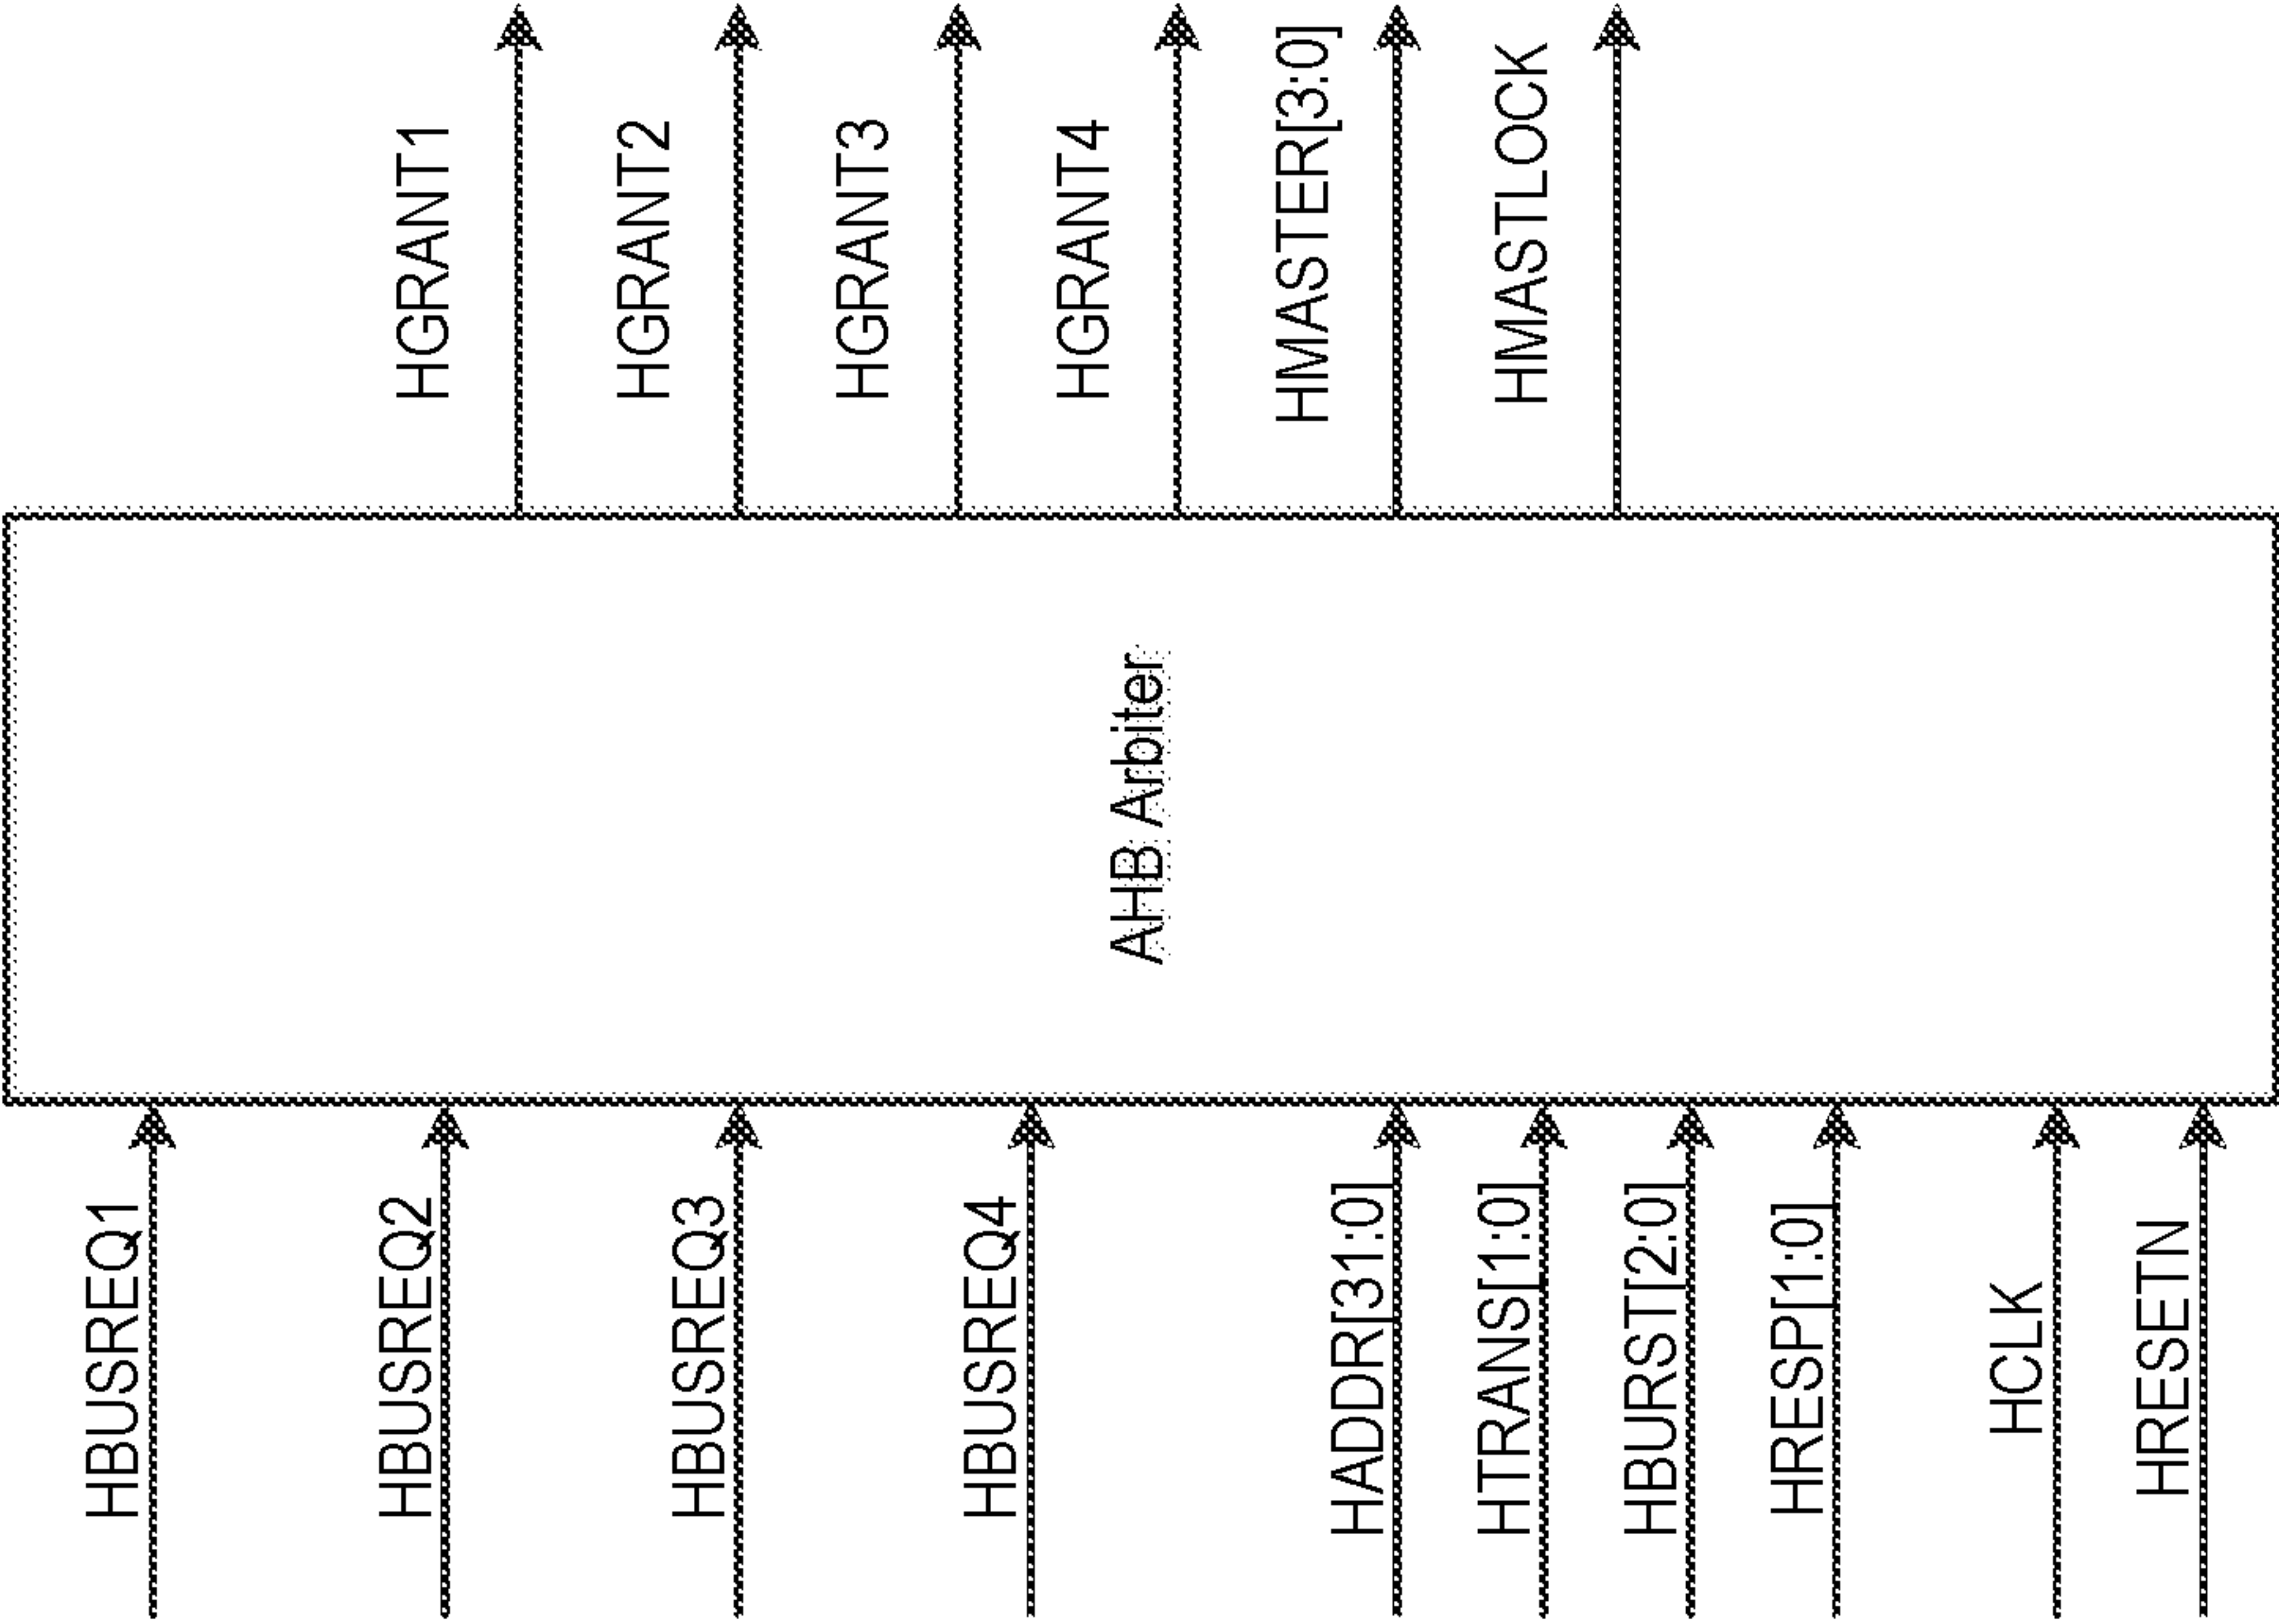 HBUSREQ1
HBUSREQ2
HBUSREQ3
HBUSREQ4
HADDR[31:0]
HTRANS[1:0]
HBURST[2:0]
HRESP[1:0]
HCLK
HRESETN
AHB Arbiter
HGRANT1
HGRANT2
HGRANT3
HGRANT4
HMASTER[3:0]
HMASTLOCK